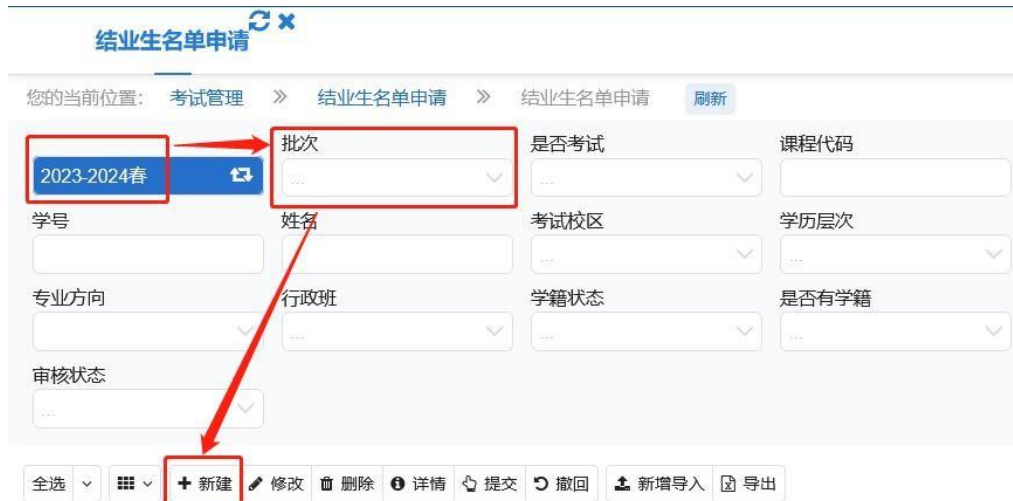 结业生名单申请
您的当前位置： 考试管理 » 结业生名单申请 » 结业生名单申请 刷新
批次 是否考试 课程代码
2023-2024春 ... ...
学号 姓名 考试校区 学历层次
... ...
专业方向 行政班 学籍状态 是否有学籍
... ... ...
审核状态
...
全选 新建 修改 删除 详情 提交 撤回 新增导入 导出